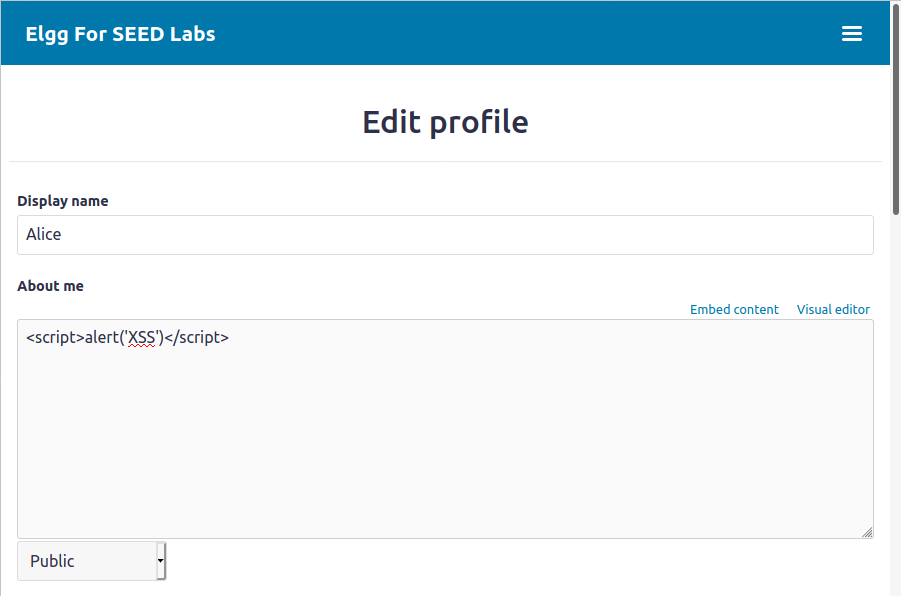 Elgg For SEED Labs
Edit profile
Display name
Alice
About me
Embed content Visual editor
<script>alert('XSS')</script>
Public